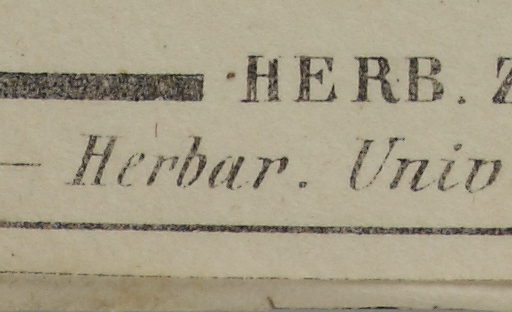 HERB. Z
— Herbar. Univ